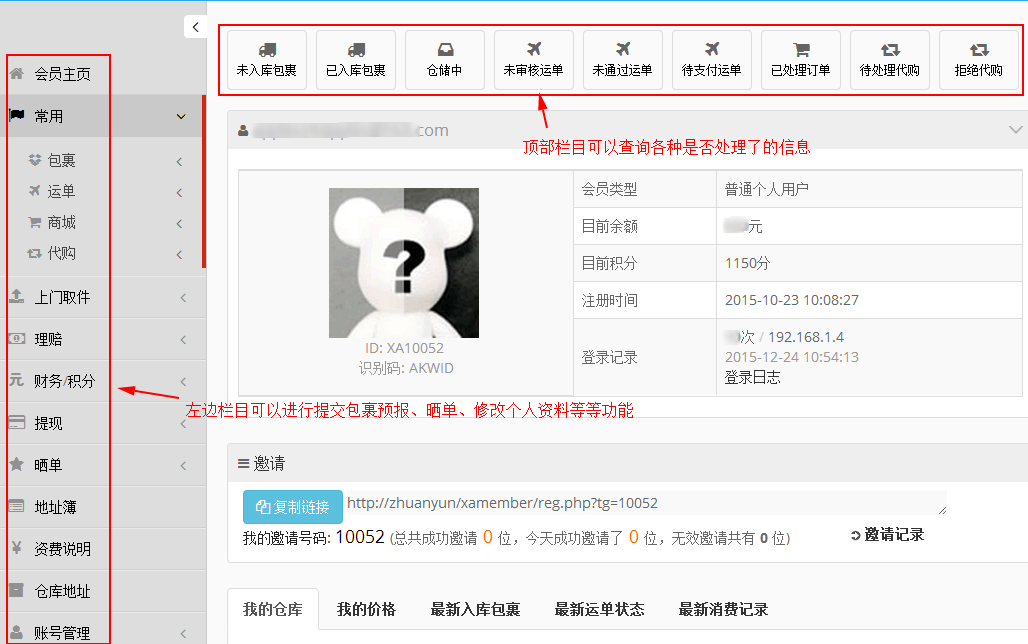 未入库包裹
已入库包裹
仓储中
未审核运单
未通过运单
待支付运单
已处理订单
待处理代购
拒绝代购
会员主页
常用
包裹
运单
商城
代购
上门取件
理赔
财务/积分
提现
晒单
地址簿
资费说明
仓库地址
账号管理
.com
顶部栏目可以查询各种是否处理了的信息
会员类型 普通个人用户
目前余额 元
目前积分 1150分
注册时间 2015-10-23 10:08:27
登录记录 次 / 192.168.1.4
2015-12-24 10:54:13
登录日志
?
ID: XA10052
识别码: AKWID
左边栏目可以进行提交包裹预报、晒单、修改个人资料等等功能
邀请
复制链接 http://zhuanyun/xamember/reg.php?tg=10052
我的邀请号码: 10052 (总共成功邀请 0 位，今天成功邀请了 0 位，无效邀请共有 0 位)
邀请记录
我的仓库 我的价格 最新入库包裹 最新运单状态 最新消费记录